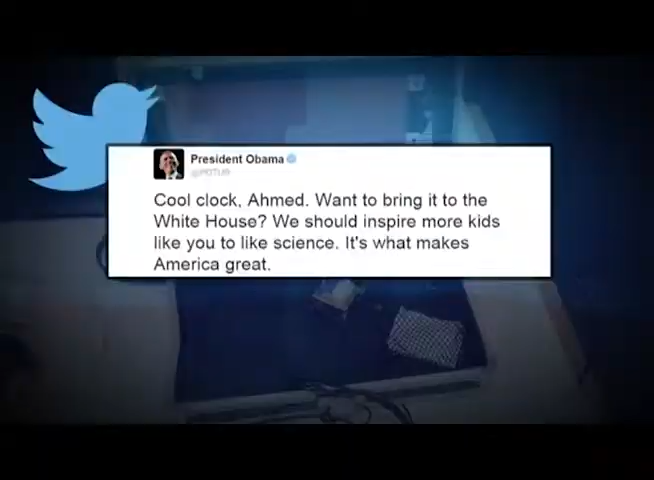 President Obama
@POTUS
Cool clock, Ahmed. Want to bring it to the
White House? We should inspire more kids
like you to like science. It's what makes
America great.